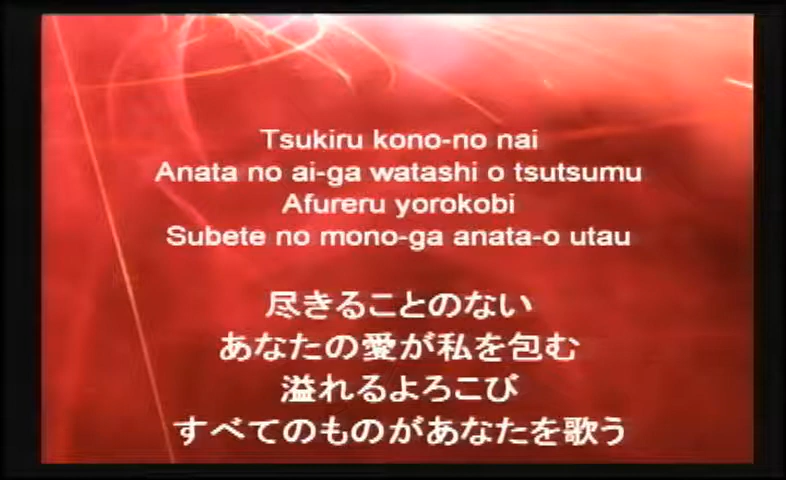 Tsukiru kono-no nai
Anata no ai-ga watashi o tsutsumu
Afureru yorokobi
Subete no mono-ga anata-o utau
尽きることのない
あなたの愛が私を包む
溢れるよろこび
すべてのものがあなたを歌う